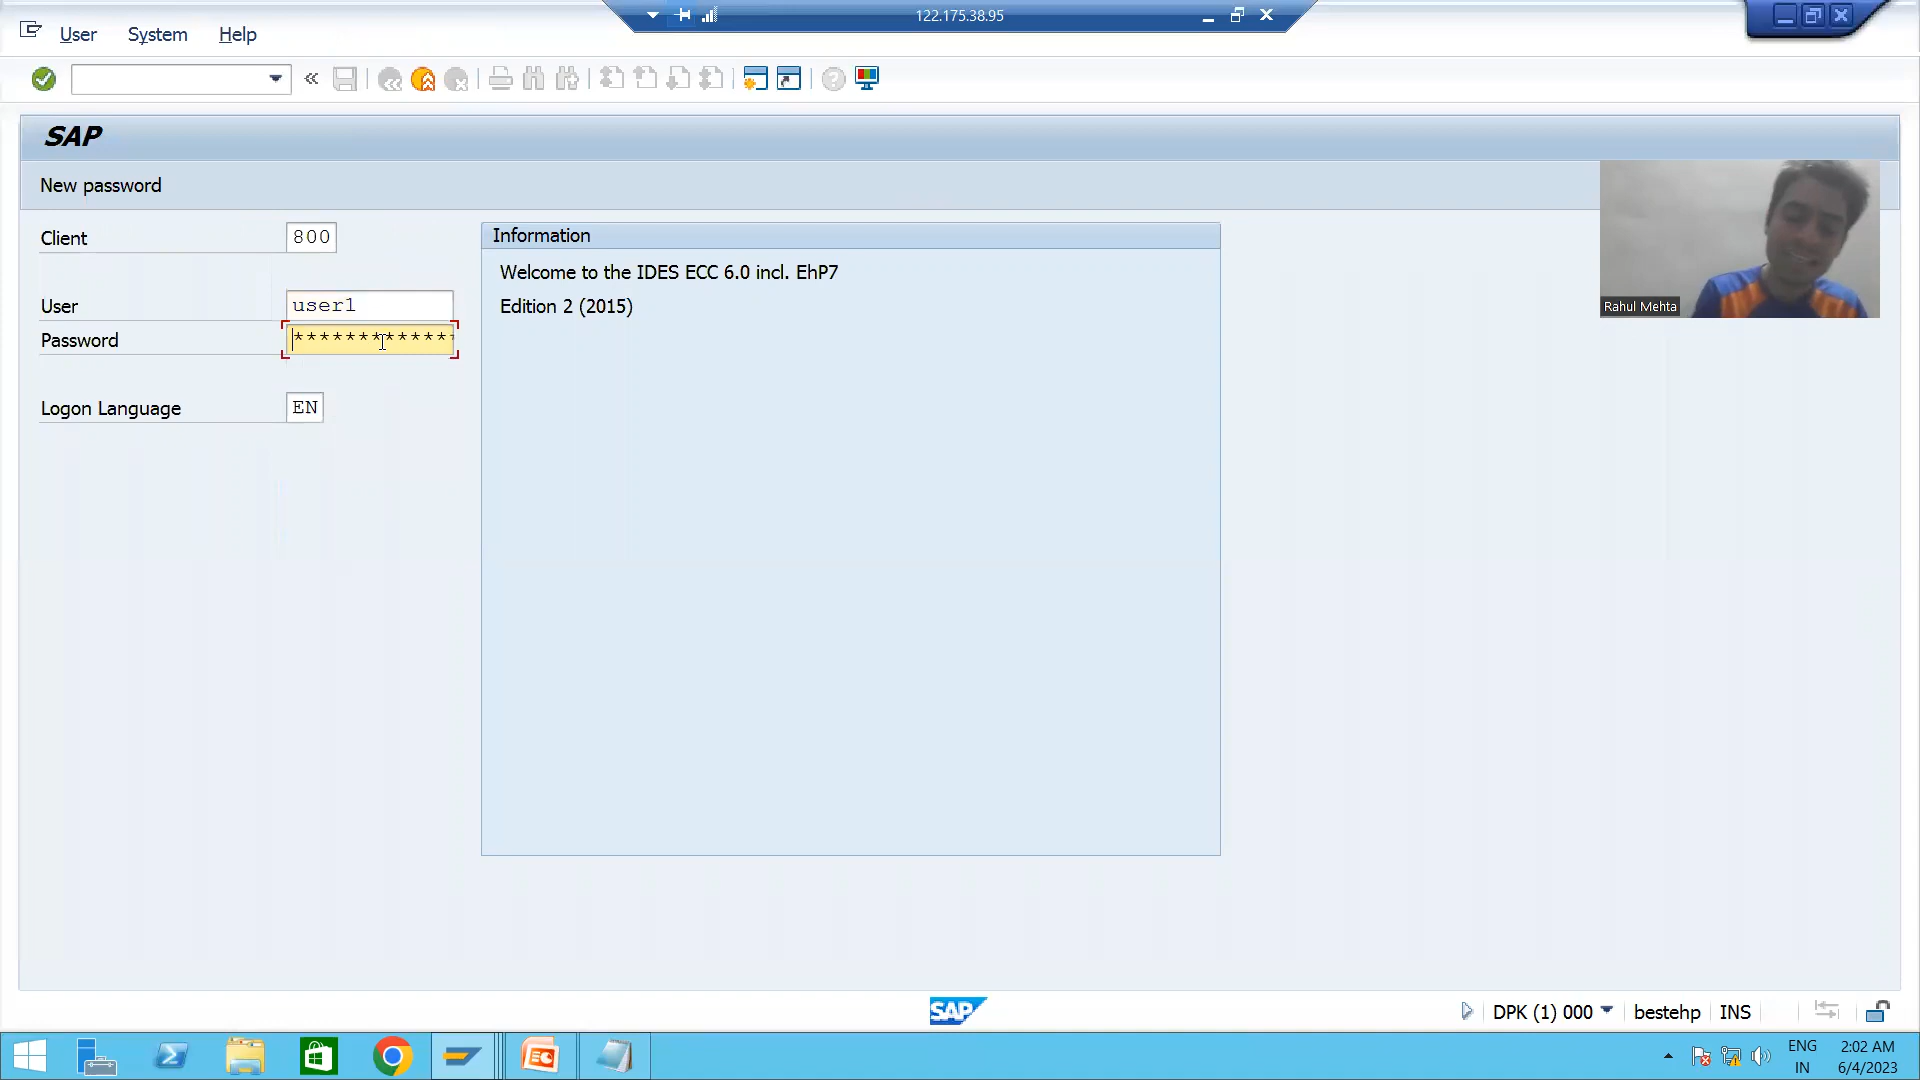 122.175.38.95
User System Help
SAP
New password
Client 800
User user1
Password *************
Logon Language EN
Information
Welcome to the IDES ECC 6.0 incl. EhP7
Edition 2 (2015)
Rahul Mehta
SAP
DPK (1) 000 bestehp INS
ENG 2:02 AM
IN 6/4/2023